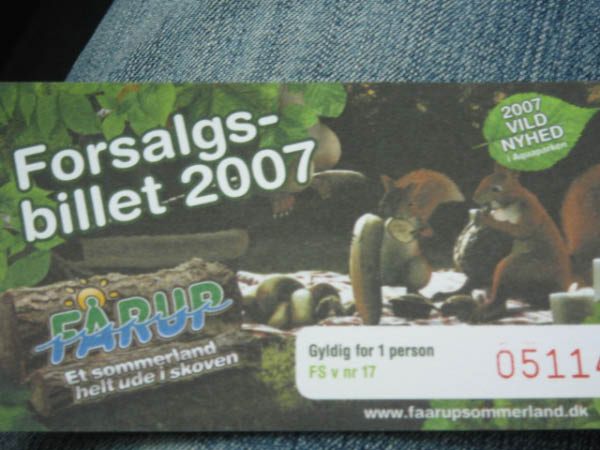 Forsalgs-
billet 2007
2007
VILD
NYHED
i Aquaparken
FÅRUP
Et sommerland
helt ude i skoven
Gyldig for 1 person
FS v nr 17
05114
www.faarupsommerland.dk